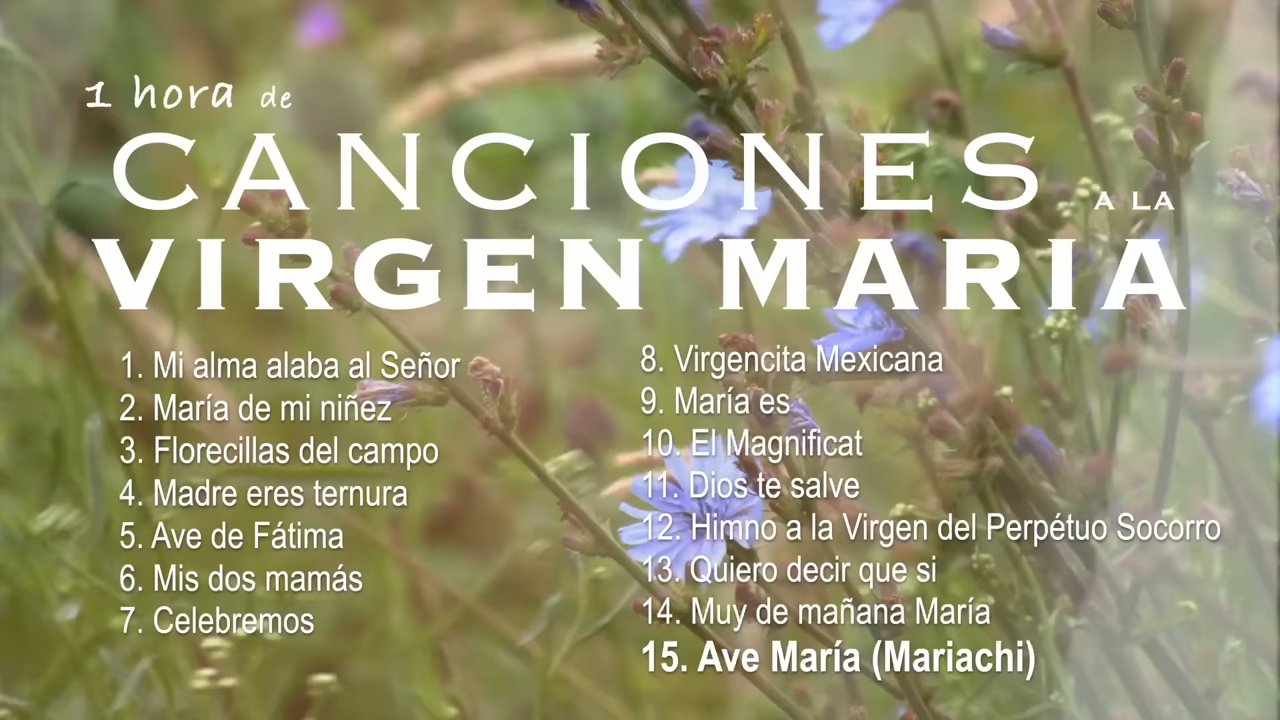 1 hora de
CANCIONES A LA
VIRGEN MARIA
1. Mi alma alaba al Señor
2. María de mi niñez
3. Florecillas del campo
4. Madre eres ternura
5. Ave de Fátima
6. Mis dos mamás
7. Celebremos
8. Virgencita Mexicana
9. María es
10. El Magnificat
11. Dios te salve
12. Himno a la Virgen del Perpétuo Socorro
13. Quiero decir que si
14. Muy de mañana María
15. Ave María (Mariachi)